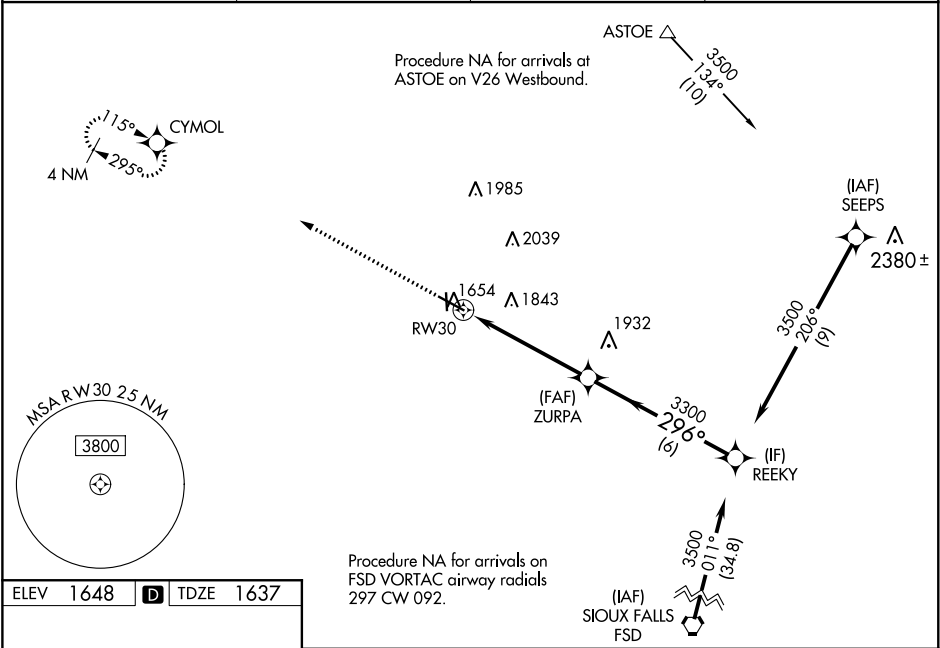 ASTOE
3500
134°
(10)
Procedure NA for arrivals at
ASTOE on V26 Westbound.
115°
CYMOL
295°
4 NM
1985
(IAF)
SEEPS
2380 ±
2039
1654
1843
RW30
1932
3500
206°
(9)
(FAF)
ZURPA
3300
296°
(6)
(IF)
REEKY
MSA RW30 25 NM
3800
3500
011°
(34.8)
Procedure NA for arrivals on
FSD VORTAC airway radials
297 CW 092.
(IAF)
SIOUX FALLS
FSD
ELEV 1648 D TDZE 1637